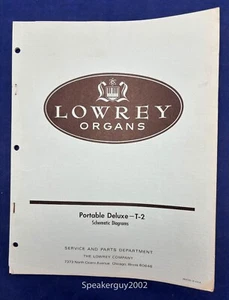 LOWREY
ORGANS
Portable Deluxe-T-2
Schematic Diagrams
SERVICE AND PARTS DEPARTMENT
THE LOWREY COMPANY
Speakerguy2002